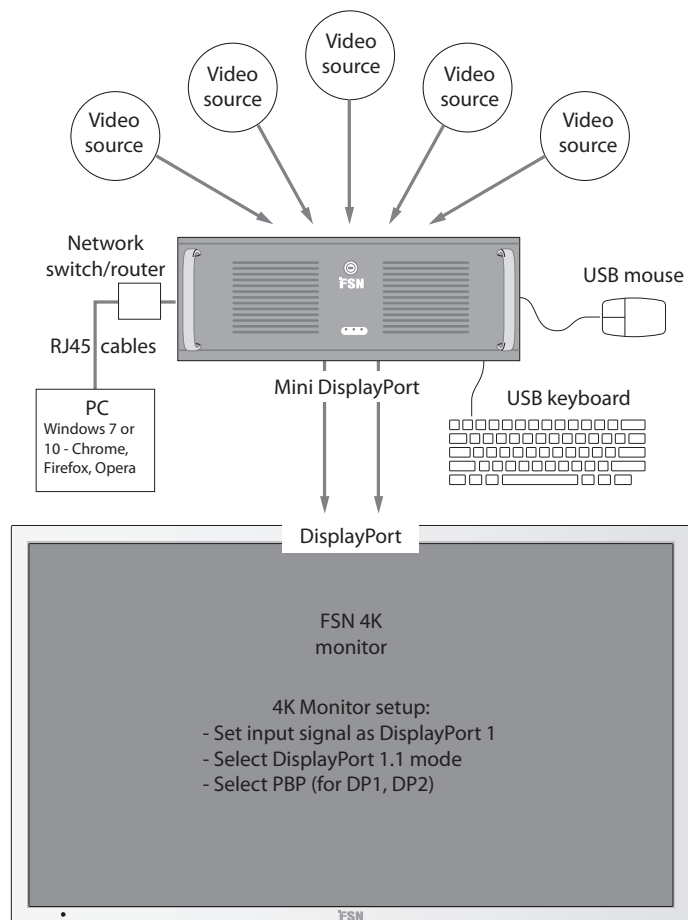 Video
source
Video
source
Video
source
Video
source
Video
source
Network
switch/router
FSN
USB mouse
RJ45 cables
Mini DisplayPort
USB keyboard
PC
Windows 7 or
10 - Chrome,
Firefox, Opera
DisplayPort
FSN 4K
monitor
4K Monitor setup:
- Set input signal as DisplayPort 1
- Select DisplayPort 1.1 mode
- Select PBP (for DP1, DP2)
FSN